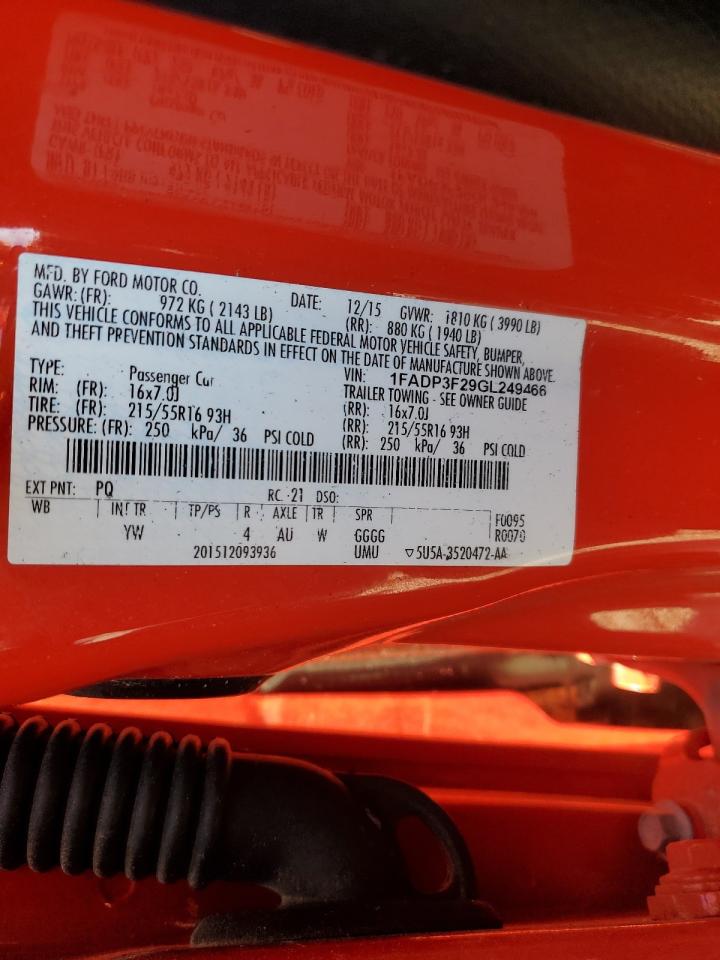 MFD. BY FORD MOTOR CO. DATE: 12/15 GVWR: 1810 KG ( 3990 LB)
GAWR: (FR): 972 KG ( 2143 LB) (RR): 880 KG ( 1940 LB)
THIS VEHICLE CONFORMS TO ALL APPLICABLE FEDERAL MOTOR VEHICLE SAFETY, BUMPER,
AND THEFT PREVENTION STANDARDS IN EFFECT ON THE DATE OF MANUFACTURE SHOWN ABOVE.
TYPE: Passenger Car VIN: 1FADP3F29GL249466
TRAILER TOWING - SEE OWNER GUIDE
RIM: (FR): 16x7.0J (RR): 16x7.0J
TIRE: (FR): 215/55R16 93H (RR): 215/55R16 93H
PRESSURE: (FR): 250 kPa/ 36 PSI COLD (RR): 250 kPa/ 36 PSI COLD
EXT PNT: PQ RC: 21 DSO:
WB INT TR TP/PS R AXLE TR SPR F0095
YW 4 AU W GGGG R0070
201512093936 UMU ▽5U5A-3520472-AA